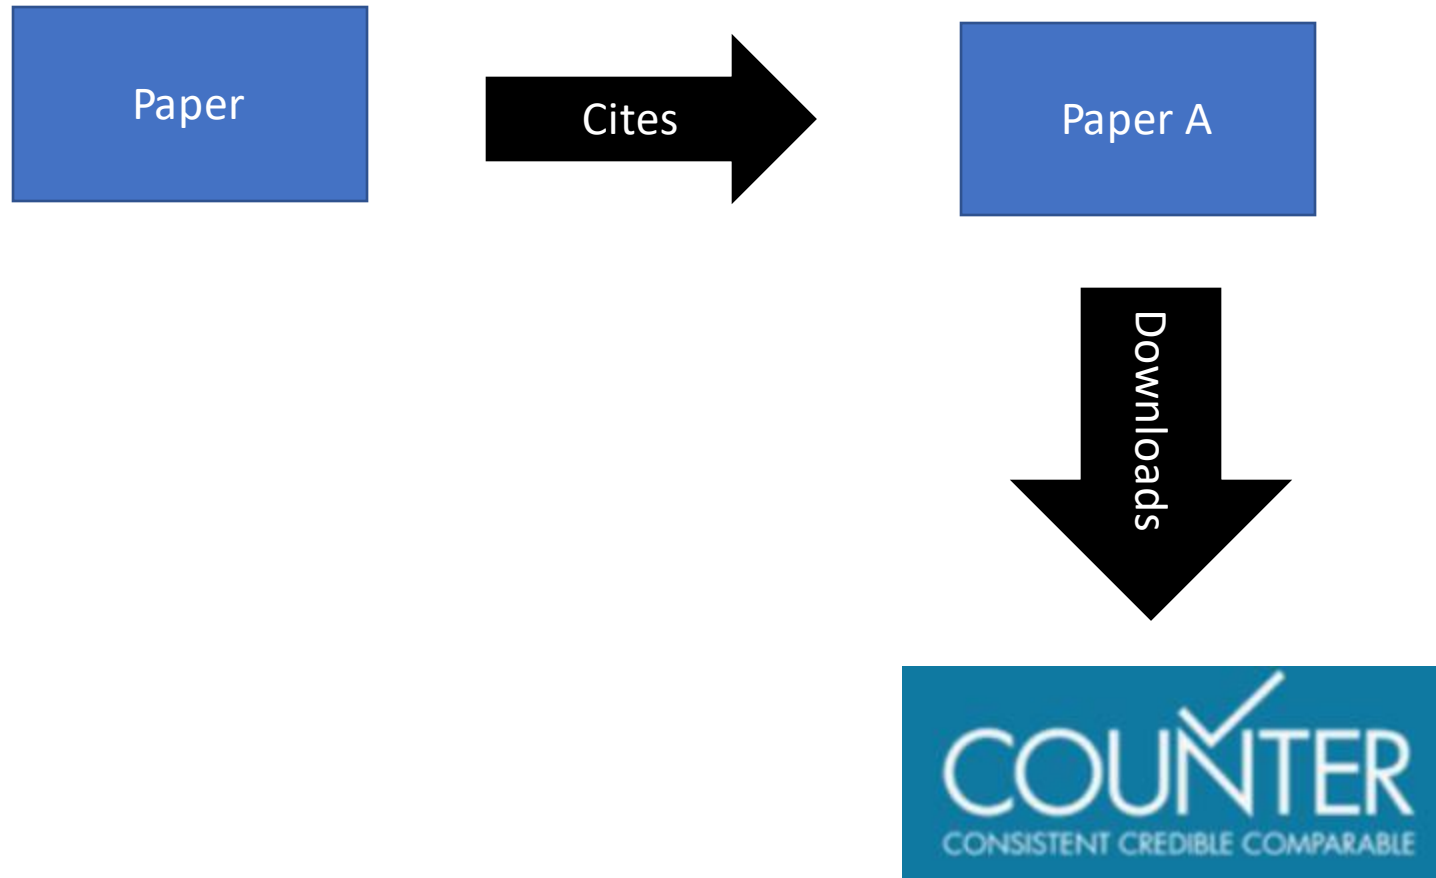 Paper
Cites
Paper A
Downloads
COUNTER
CONSISTENT CREDIBLE COMPARABLE